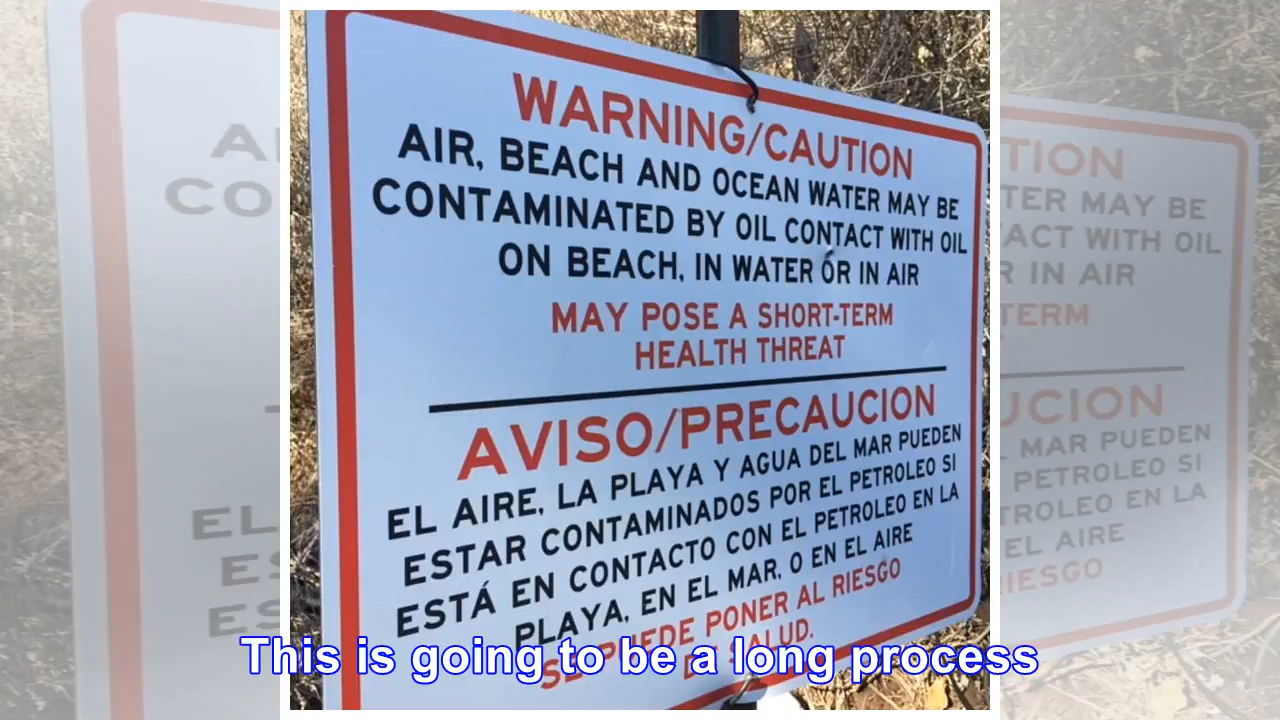 WARNING/CAUTION
AIR, BEACH AND OCEAN WATER MAY BE
CONTAMINATED BY OIL CONTACT WITH OIL
ON BEACH, IN WATER OR IN AIR
MAY POSE A SHORT-TERM
HEALTH THREAT
AVISO/PRECAUCION
EL AIRE, LA PLAYA Y AGUA DEL MAR PUEDEN
ESTAR CONTAMINADOS POR EL PETROLEO SI
ESTÁ EN CONTACTO CON EL PETROLEO EN LA
PLAYA, EN EL MAR, O EN EL AIRE
PONER AL RIESGO
This is going to be a long process